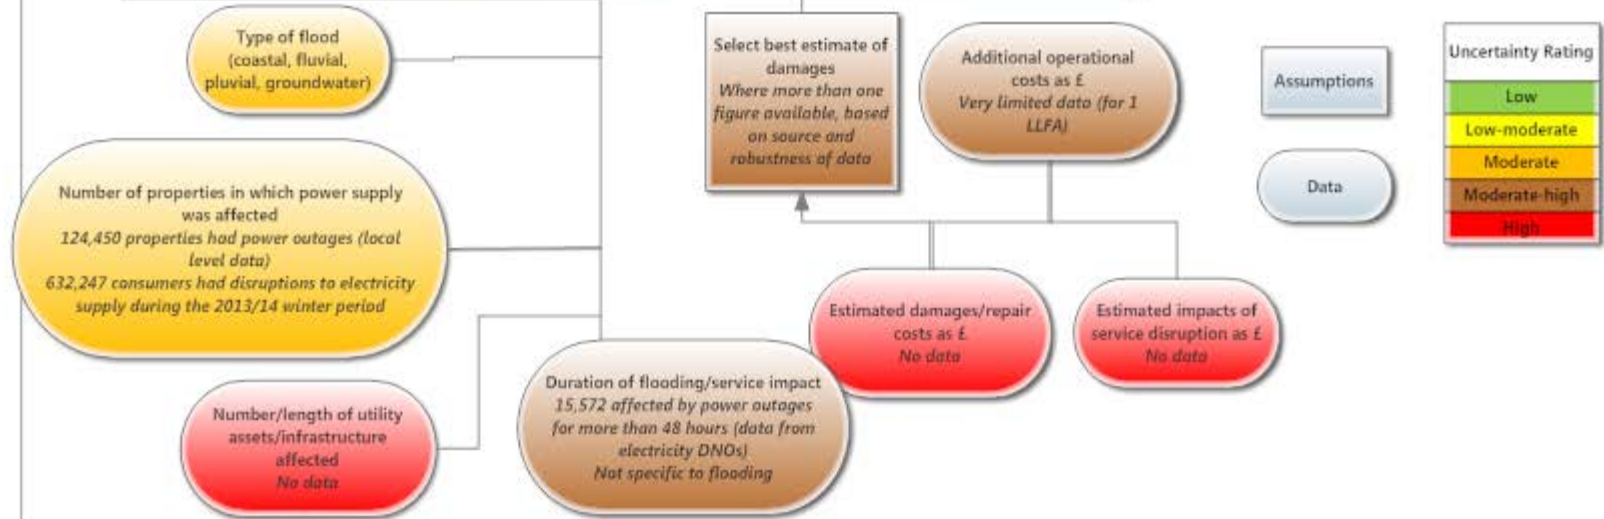 Type of flood
(coastal, fluvial,
pluvial, groundwater)
Number of properties in which power supply
was affected
124,450 properties had power outages (local
level data)
632,247 consumers had disruptions to electricity
supply during the 2013/14 winter period
Number/length of utility
assets/infrastructure
affected
No data
Duration of flooding/service impact
15,572 affected by power outages
for more than 48 hours (data from
electricity DNOs)
Not specific to flooding
Select best estimate of
damages
Where more than one
figure available, based
on source and
robustness of data
Additional operational
costs as £
Very limited data (for 1
LLFA)
Estimated damages/repair
costs as £
No data
Estimated impacts of
service disruption as £
No data
Assumptions
Data
Uncertainty Rating
Low
Low-moderate
Moderate
Moderate-high
High